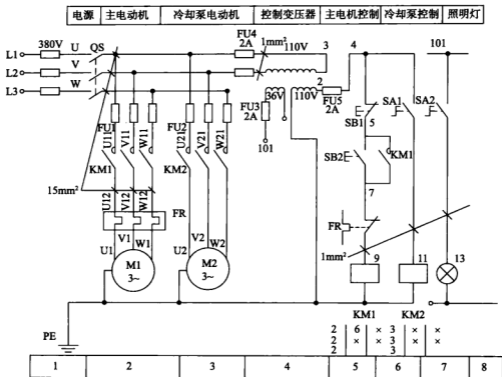 电源 主电动机 冷却泵电动机 控制变压器 主电机控制 冷却泵控制 照明灯
L1 380V U QS FU4 2A 1mm² 110V 3 4 101
L2 V
L3 W
36V 110V 2
FU3 2A FU5 2A
101
SB1 5 SA1 SA2
FU1 U11 V11 W11 FU2 U21 V21 W21
KM1 KM2
SB2 KM1
7
15mm²
U12 V12 W12 FR
FR
V1 W1 V2 W2
U1 U2
M1 3~ M2 3~
1mm²
9 11 13
KM1 KM2
PE
2 6 × 6 ×
2 × × 3 ×
2 3
1 2 3 4 5 6 7 8